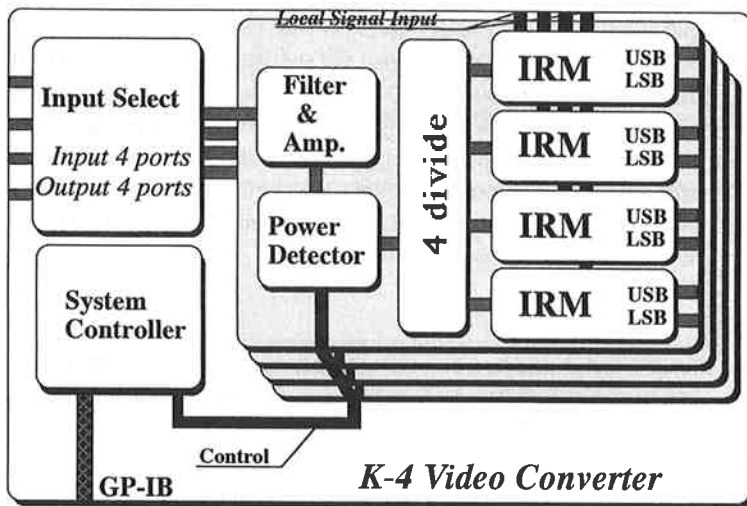 Local Signal Input
Input Select
Input 4 ports
Output 4 ports
Filter
&
Amp.
Power
Detector
4 divide
IRM
USB
LSB
IRM
USB
LSB
IRM
USB
LSB
IRM
USB
LSB
System
Controller
Control
GP-IB
K-4 Video Converter